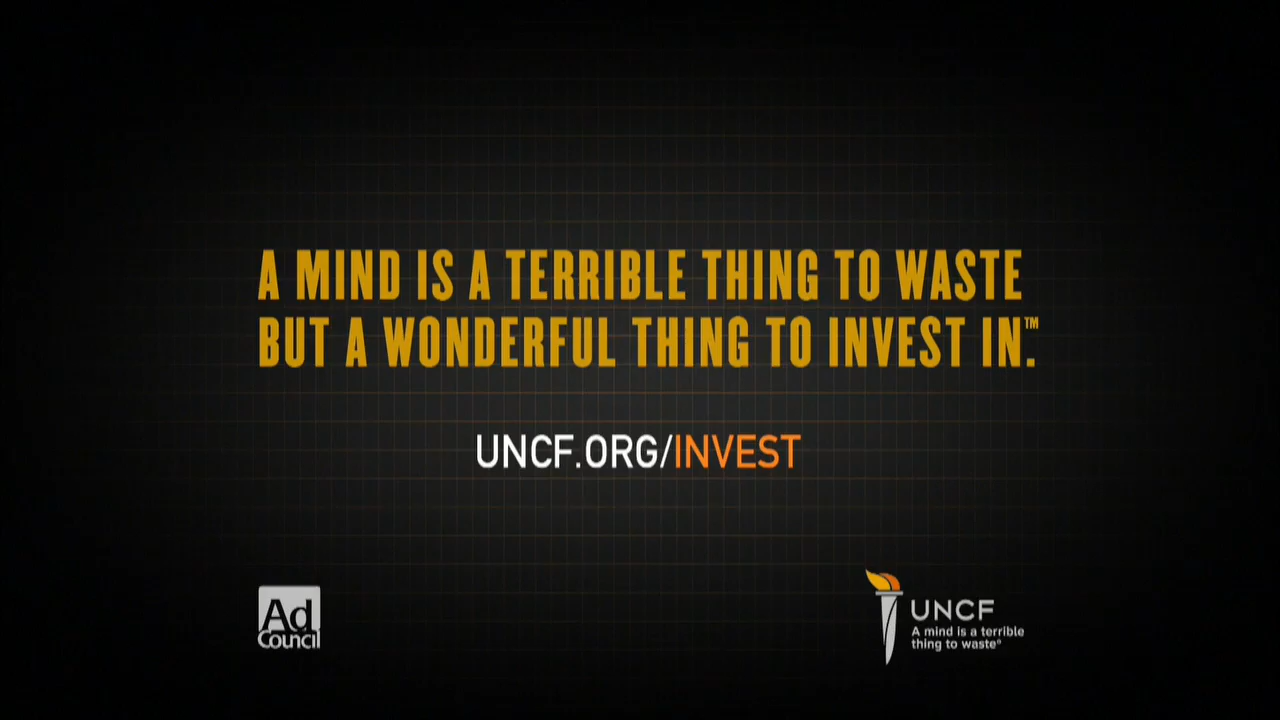 A MIND IS A TERRIBLE THING TO WASTE
BUT A WONDERFUL THING TO INVEST IN.™
UNCF.ORG/INVEST
Ad
Council
UNCF
A mind is a terrible
thing to waste®